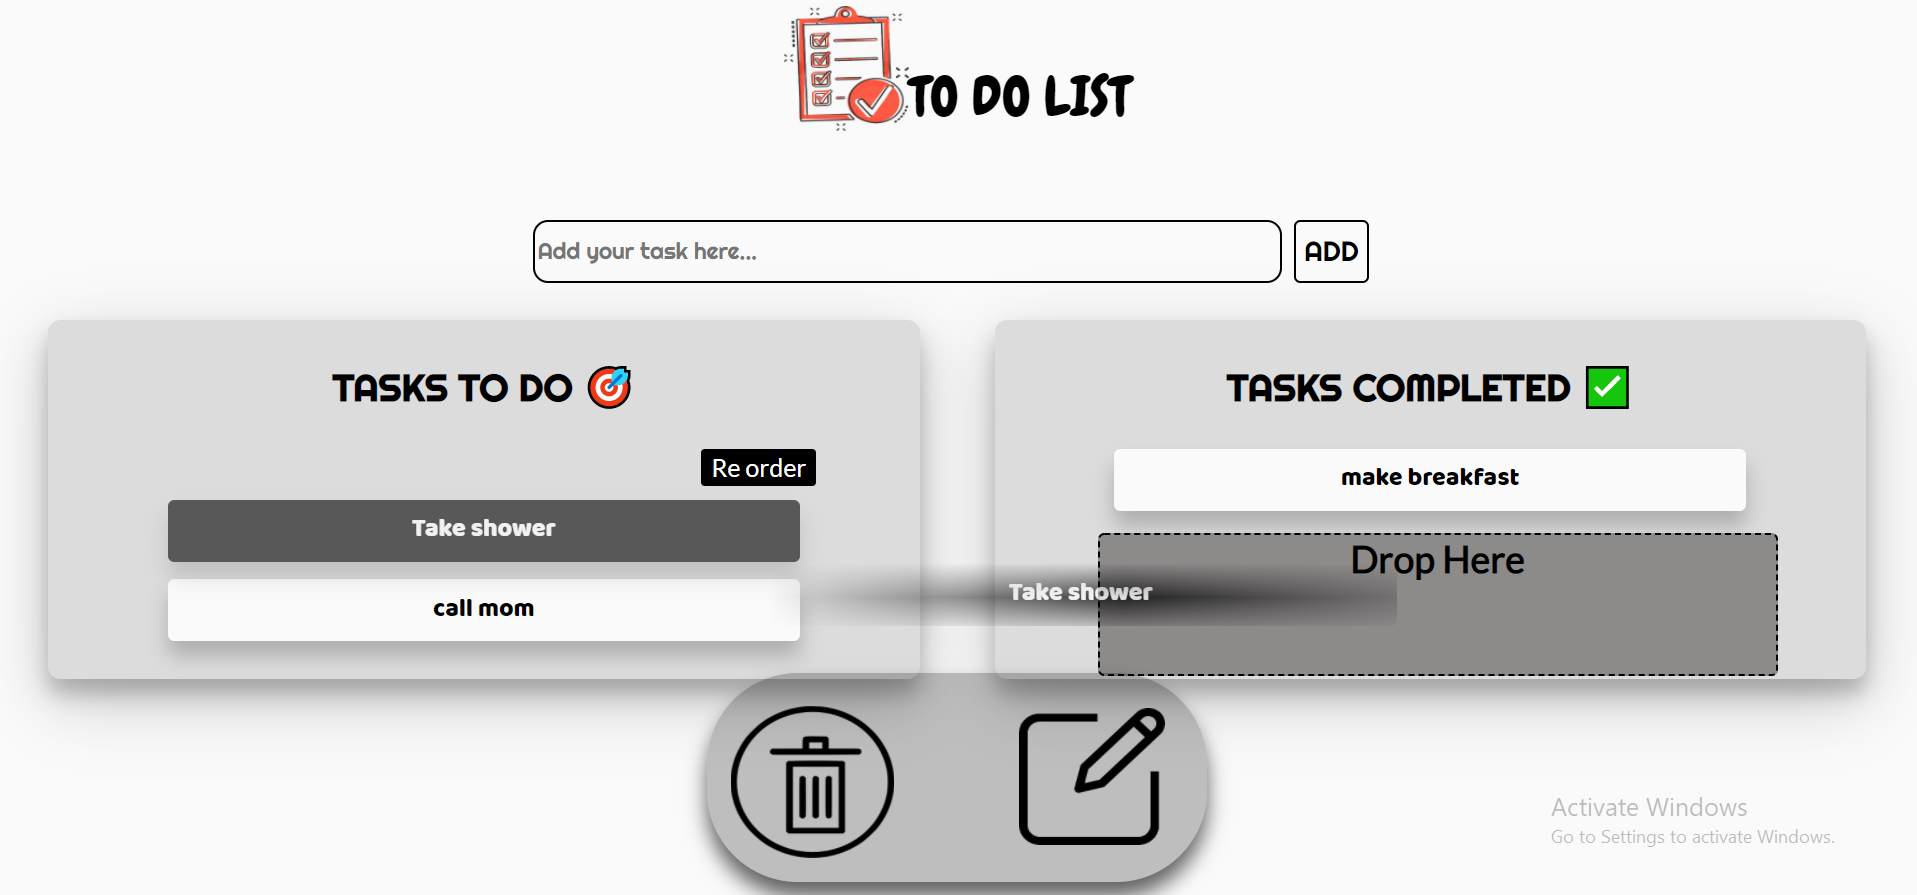 TO DO LIST
Add your task here...
ADD
TASKS TO DO
Re order
Take shower
call mom
TASKS COMPLETED
make breakfast
Drop Here
Take shower
Activate Windows
Go to Settings to activate Windows.